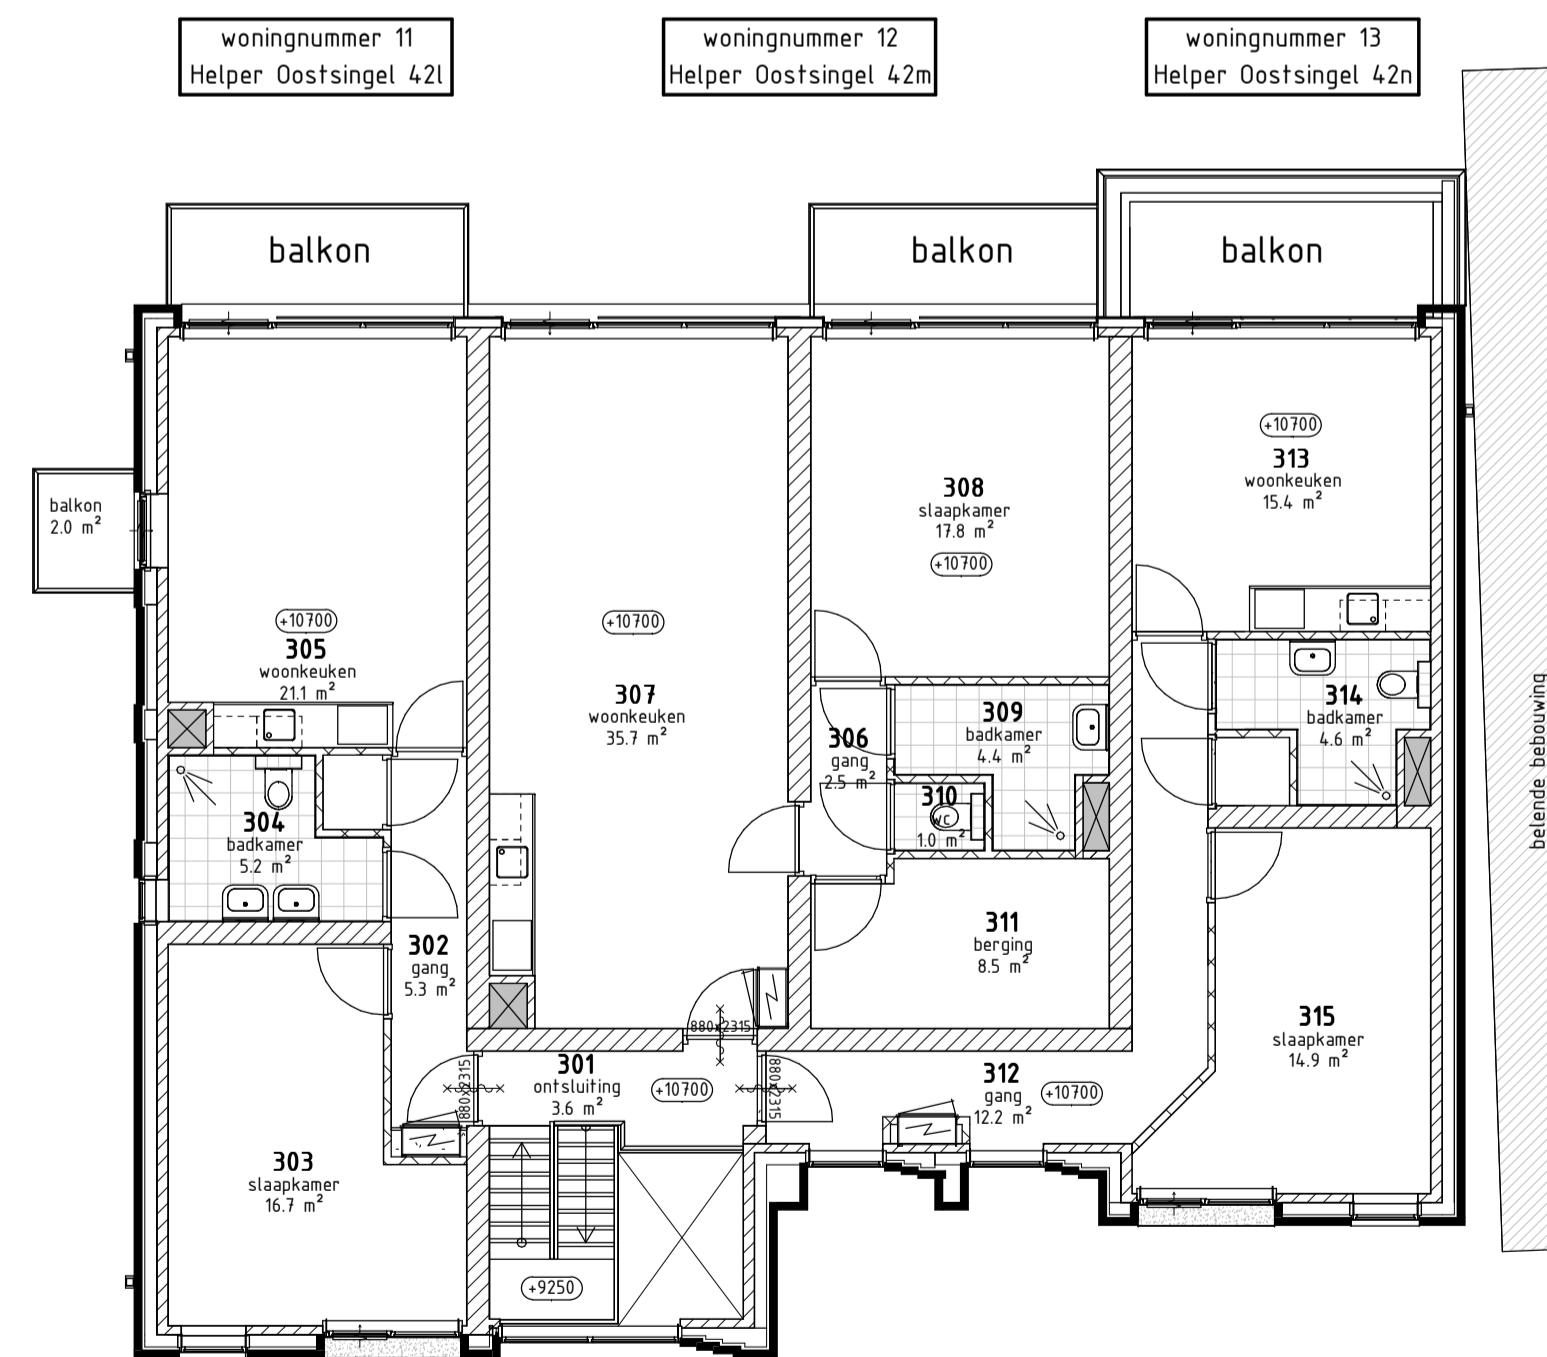 woningnummer 11
Helper Oostsingel 42l
woningnummer 12
Helper Oostsingel 42m
woningnummer 13
Helper Oostsingel 42n
balkon
balkon
balkon
balkon
2.0 m²
+10700
305
woonkeuken
21.1 m²
+10700
307
woonkeuken
35.7 m²
308
slaapkamer
17.8 m²
+10700
+10700
313
woonkeuken
15.4 m²
304
badkamer
5.2 m²
306
gang
2.5 m²
309
badkamer
4.4 m²
310
wc
1.0 m²
314
badkamer
4.6 m²
302
gang
5.3 m²
311
berging
8.5 m²
303
slaapkamer
16.7 m²
301
ontsluiting
3.6 m²
+10700
880x2315
880x2315
880x2315
312
gang
12.2 m²
+10700
315
slaapkamer
14.9 m²
+9250
belende bebouwing